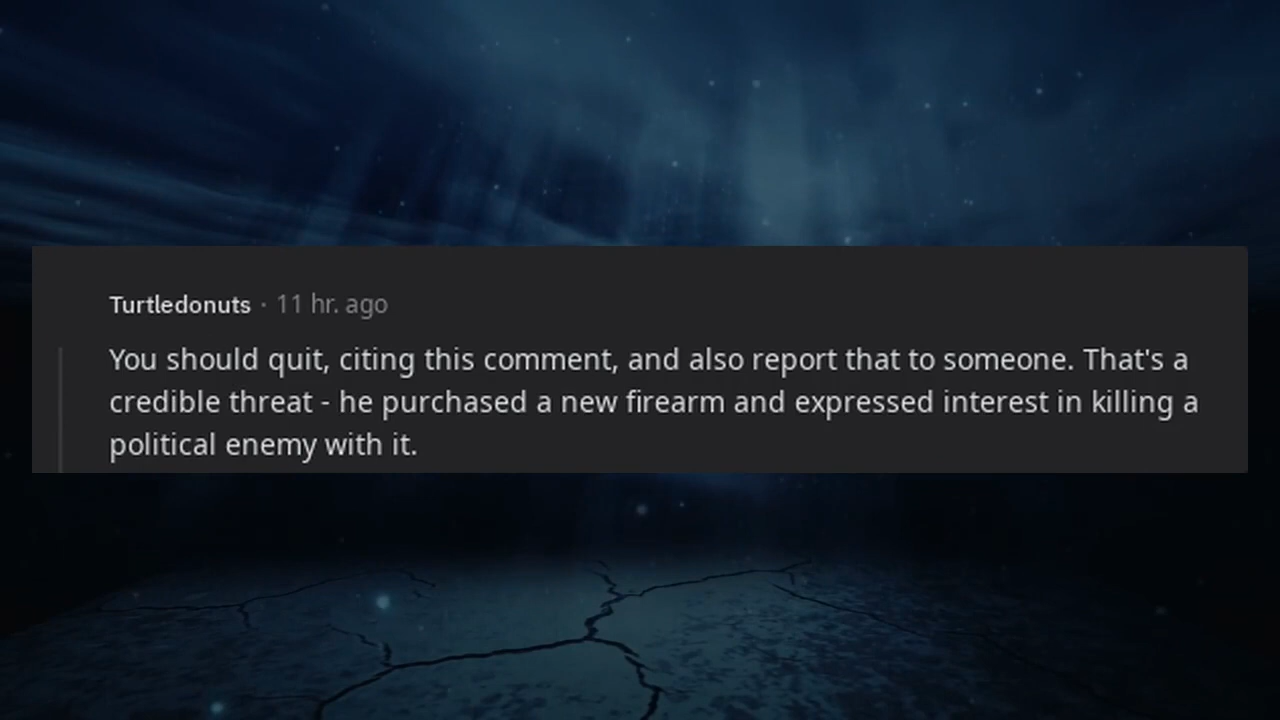 Turtledonuts · 11 hr. ago
You should quit, citing this comment, and also report that to someone. That's a
credible threat - he purchased a new firearm and expressed interest in killing a
political enemy with it.